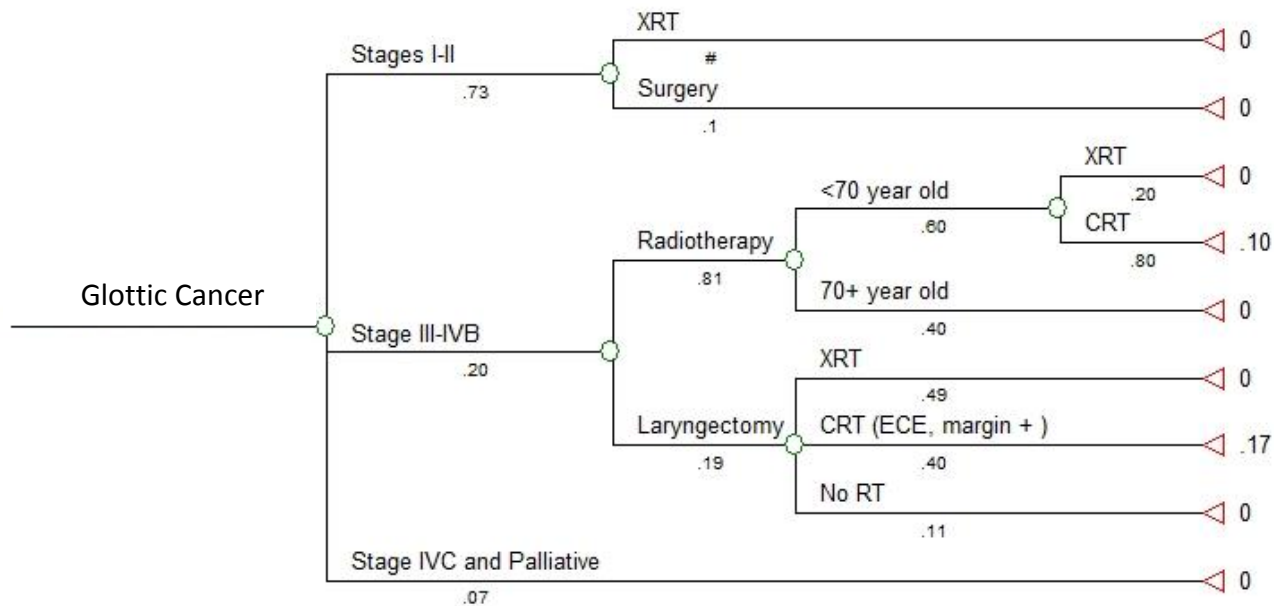 XRT
#
0
Stages I-II
.73
Surgery
.1
0
XRT
.20
0
<70 year old
.60
CRT
.80
.10
Radiotherapy
.81
70+ year old
.40
0
Glottic Cancer
Stage III-IVB
.20
XRT
.49
0
Laryngectomy
.19
CRT (ECE, margin + )
.40
.17
No RT
.11
0
Stage IVC and Palliative
.07
0